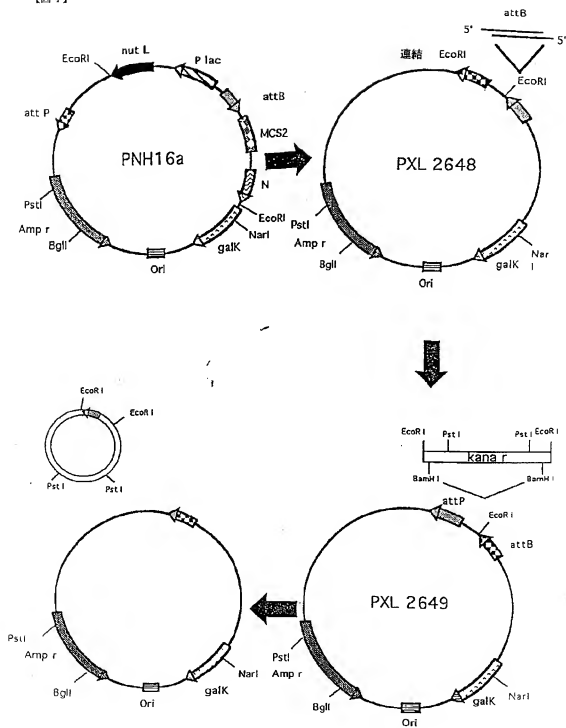 attB
5'
5'
nut L
P lac
EcoRI
連結
EcoRI
EcoRI
attB
att P
MCS2
PNH16a
PXL 2648
N
PstI
EcoRI
PstI
Amp r
NarI
Amp r
Nar I
BglI
galK
BglI
galK
Ori
Ori
EcoR I
EcoR I
EcoR I
Pst I
Pst I
EcoR I
kana r
Pst I
Pst I
BamH I
BamH I
attP
EcoR I
attB
PXL 2649
PstI
PstI
Amp r
Amp r
NarI
NarI
BglI
galK
BglI
galK
Ori
Ori